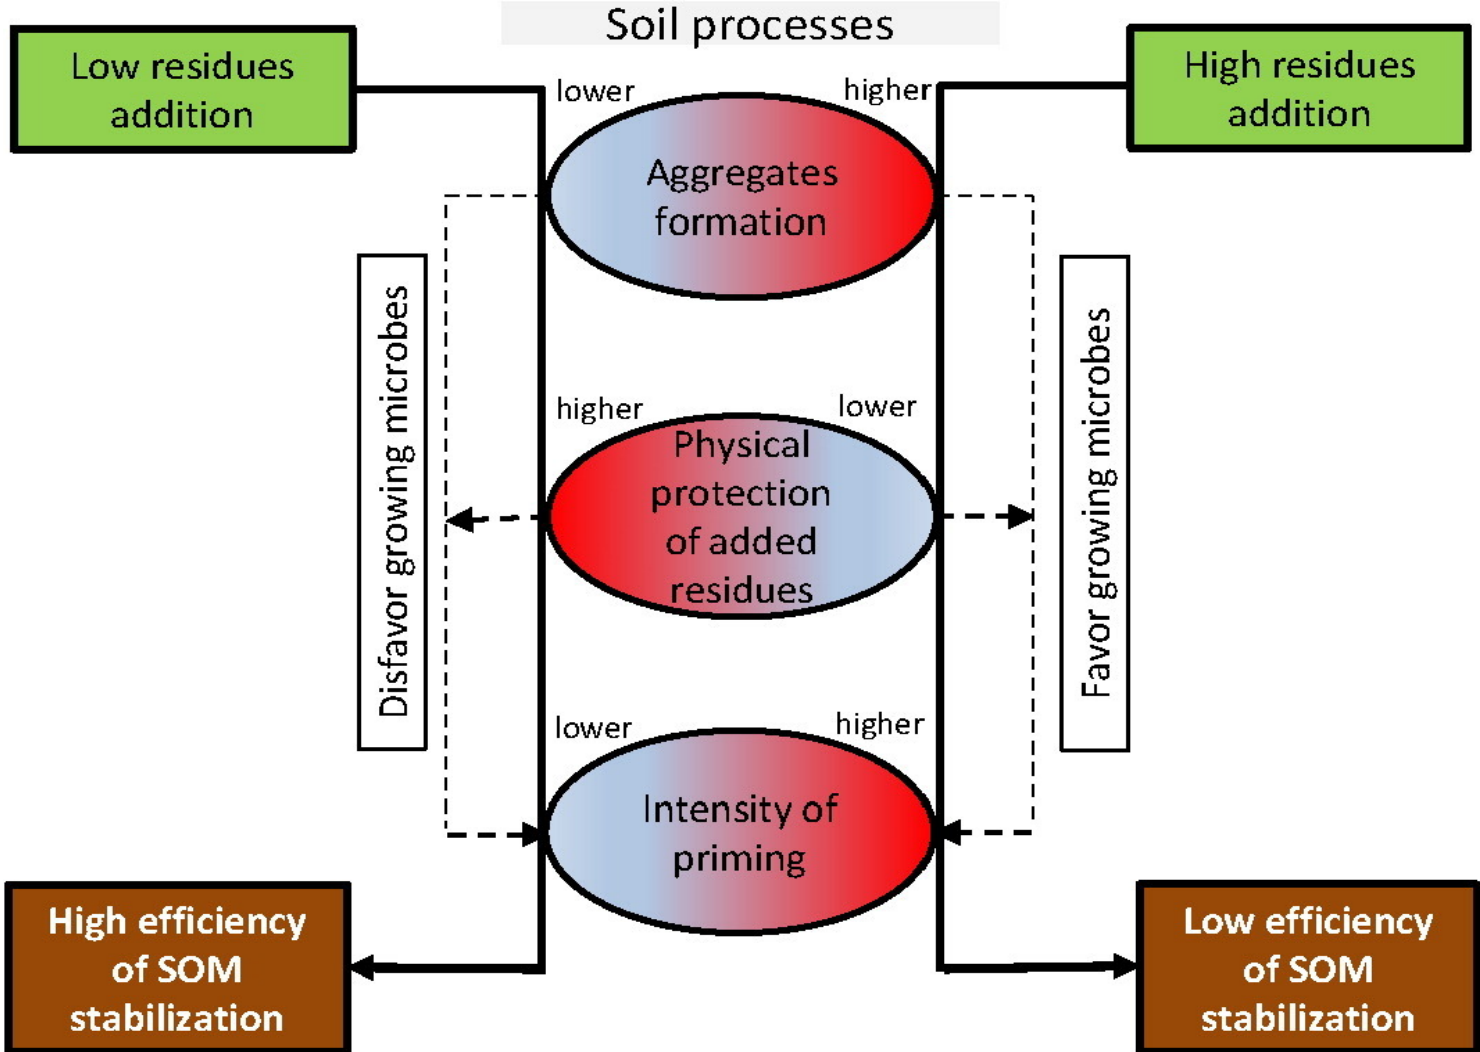 Soil processes
Low residues
addition
High residues
addition
lower
higher
Aggregates
formation
Disfavor growing microbes
Favor growing microbes
higher
lower
Physical
protection
of added
residues
lower
higher
Intensity of
priming
High efficiency
of SOM
stabilization
Low efficiency
of SOM
stabilization